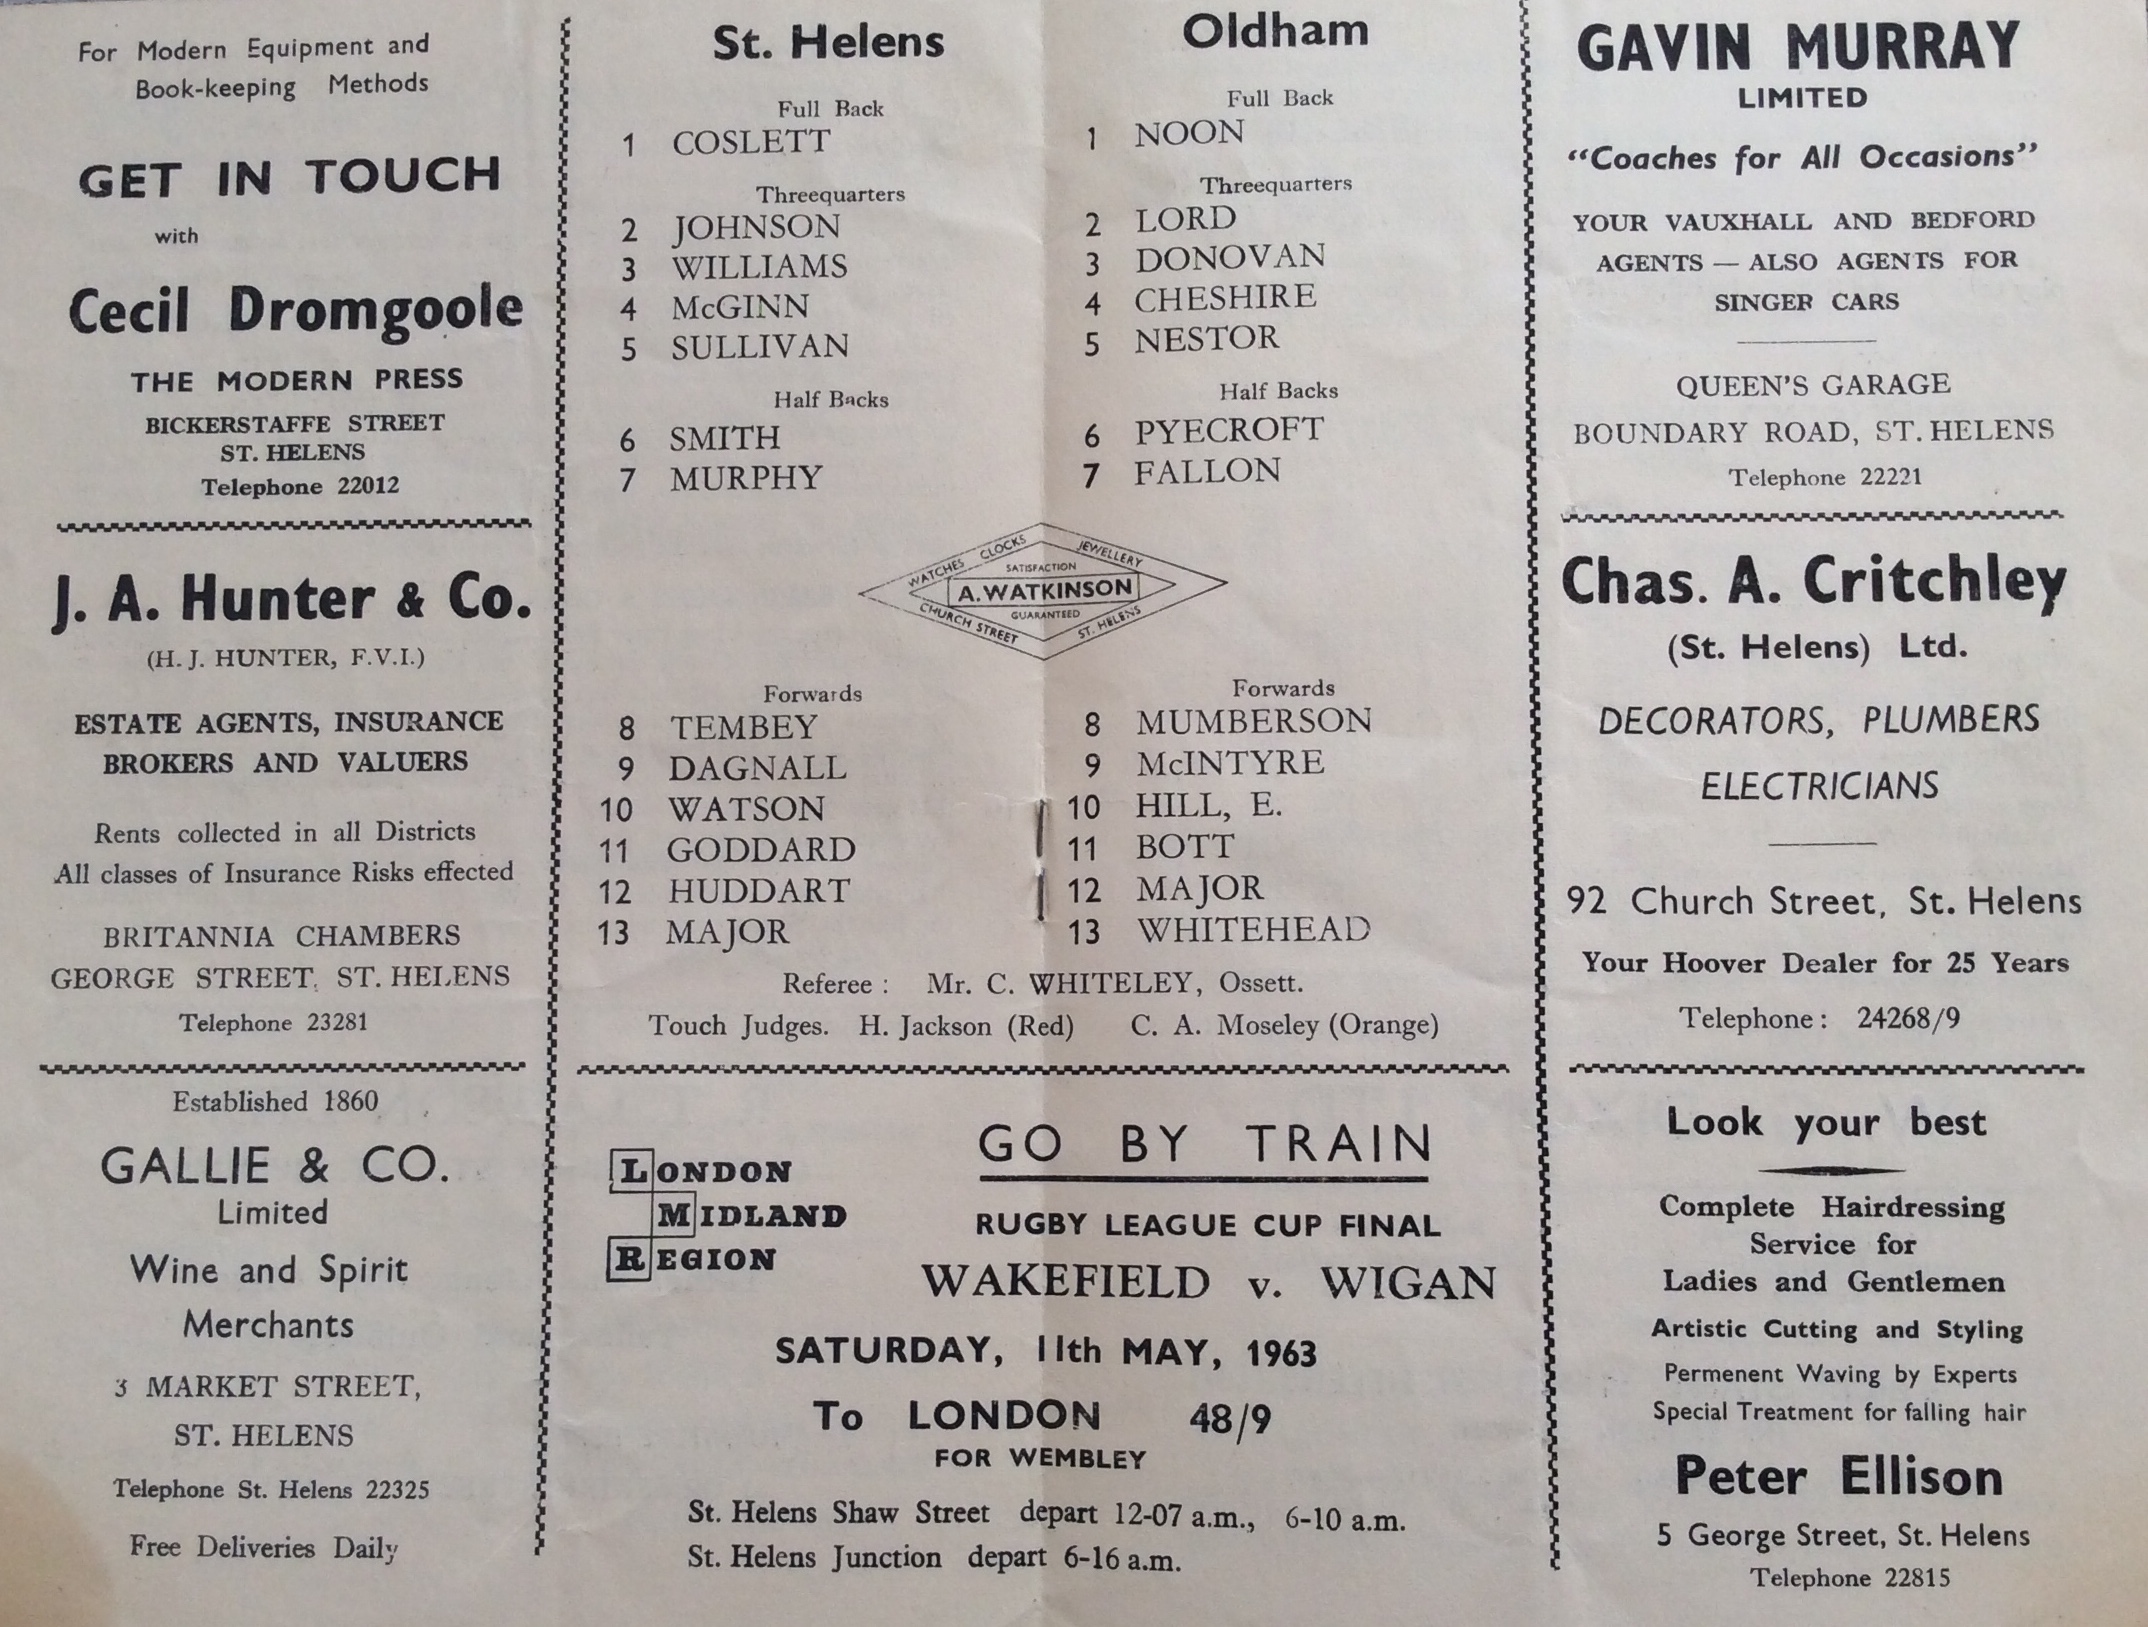 For Modern Equipment and
Book-keeping Methods
GET IN TOUCH
with
Cecil Dromgoole
THE MODERN PRESS
BICKERSTAFFE STREET
ST. HELENS
Telephone 22012
J. A. Hunter & Co.
(H. J. HUNTER, F.V.I.)
ESTATE AGENTS, INSURANCE
BROKERS AND VALUERS
Rents collected in all Districts
All classes of Insurance Risks effected
BRITANNIA CHAMBERS
GEORGE STREET, ST. HELENS
Telephone 23281
Established 1860
GALLIE & CO.
Limited
Wine and Spirit
Merchants
3 MARKET STREET,
ST. HELENS
Telephone St. Helens 22325
Free Deliveries Daily
St. Helens
Full Back
1 COSLETT
Threequarters
2 JOHNSON
3 WILLIAMS
4 McGINN
5 SULLIVAN
Half Backs
6 SMITH
7 MURPHY
Oldham
Full Back
1 NOON
Threequarters
2 LORD
3 DONOVAN
4 CHESHIRE
5 NESTOR
Half Backs
6 PYECROFT
7 FALLON
WATCHES CLOCKS JEWELLERY
SATISFACTION
A. WATKINSON
GUARANTEED
CHURCH STREET ST. HELENS
Forwards
8 TEMBEY
9 DAGNALL
10 WATSON
11 GODDARD
12 HUDDART
13 MAJOR
Forwards
8 MUMBERSON
9 McINTYRE
10 HILL, E.
11 BOTT
12 MAJOR
13 WHITEHEAD
Referee : Mr. C. WHITELEY, Ossett.
Touch Judges. H. Jackson (Red) C. A. Moseley (Orange)
LONDON
MIDLAND
REGION
GO BY TRAIN
RUGBY LEAGUE CUP FINAL
WAKEFIELD v. WIGAN
SATURDAY, 11th MAY, 1963
To LONDON 48/9
FOR WEMBLEY
St. Helens Shaw Street depart 12-07 a.m., 6-10 a.m.
St. Helens Junction depart 6-16 a.m.
GAVIN MURRAY
LIMITED
"Coaches for All Occasions"
YOUR VAUXHALL AND BEDFORD
AGENTS — ALSO AGENTS FOR
SINGER CARS
QUEEN'S GARAGE
BOUNDARY ROAD, ST. HELENS
Telephone 22221
Chas. A. Critchley
(St. Helens) Ltd.
DECORATORS, PLUMBERS
ELECTRICIANS
92 Church Street, St. Helens
Your Hoover Dealer for 25 Years
Telephone : 24268/9
Look your best
Complete Hairdressing
Service for
Ladies and Gentlemen
Artistic Cutting and Styling
Permenent Waving by Experts
Special Treatment for falling hair
Peter Ellison
5 George Street, St. Helens
Telephone 22815